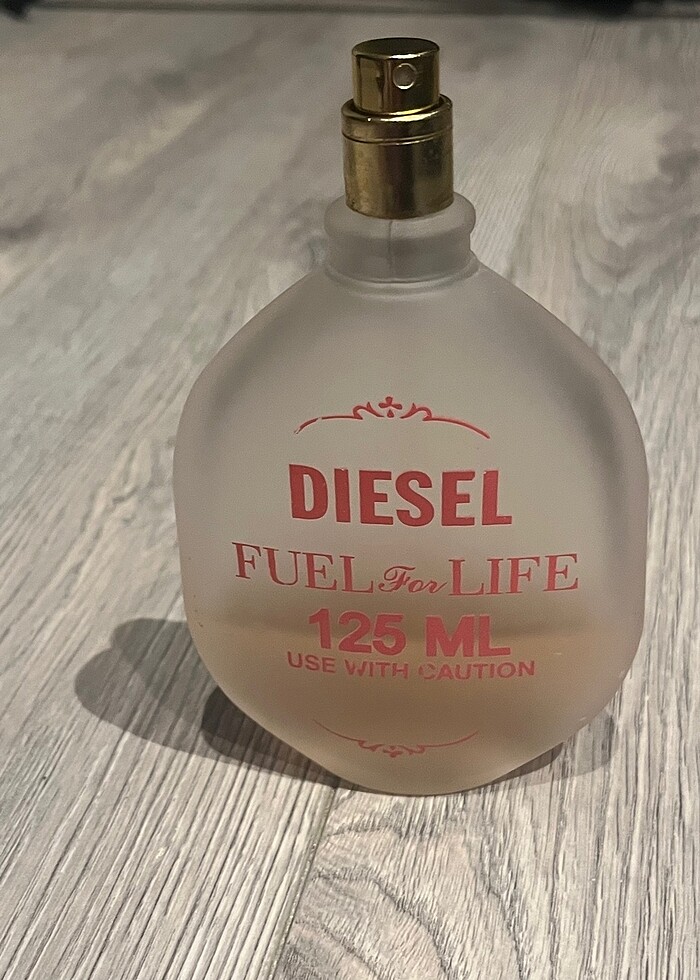 DIESEL
FUEL For LIFE
125 ML
USE WITH CAUTION